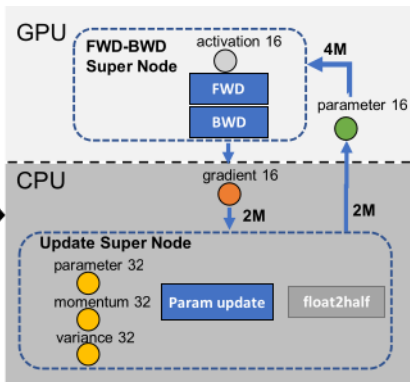 GPU
FWD-BWD
Super Node
activation 16
FWD
BWD
4M
parameter 16
CPU
gradient 16
2M
2M
Update Super Node
parameter 32
momentum 32
variance 32
Param update
float2half